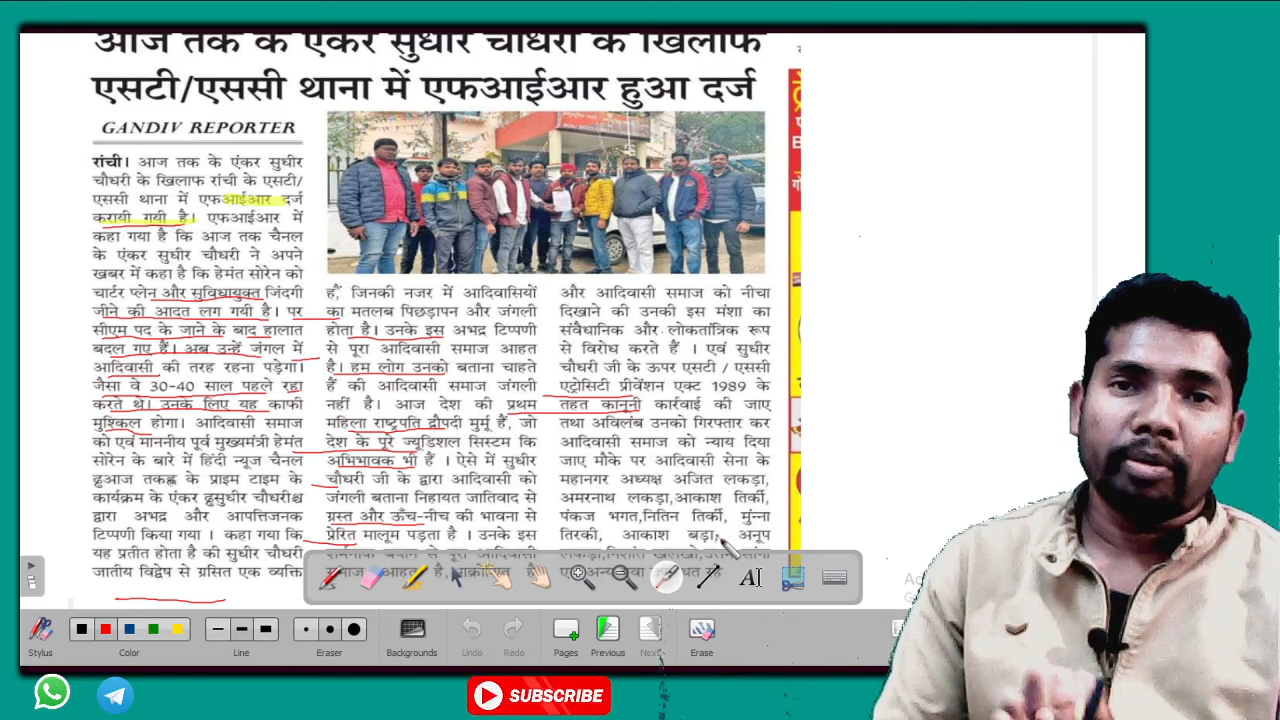 आज तक के एंकर सुधीर चौधरी के खिलाफ
एसटी/एससी थाना में एफआईआर हुआ दर्ज
GANDIV REPORTER
रांची। आज तक के एंकर सुधीर
चौधरी के खिलाफ रांची के एसटी/
एससी थाना में एफआईआर दर्ज
करायी गयी है। एफआईआर में
कहा गया है कि आज तक चैनल
के एंकर सुधीर चौधरी ने अपने
खबर में कहा है कि हेमंत सोरेन को
चार्टर प्लेन और सुविधायुक्त जिंदगी
जीने की आदत लग गयी है। पर
सीएम पद के जाने के बाद हालात
बदल गए हैं। अब उन्हें जंगल में
आदिवासी की तरह रहना पड़ेगा।
जैसा वे 30-40 साल पहले रहा
करते थे। उनके लिए यह काफी
मुश्किल होगा। आदिवासी समाज
को एवं माननीय पूर्व मुख्यमंत्री हेमंत
सोरेन के बारे में हिंदी न्यूज चैनल
ढ्ढआज तकह्ल के प्राइम टाइम के
कार्यक्रम के एंकर ढ्ढसुधीर चौधरीश्च
द्वारा अभद्र और आपत्तिजनक
टिप्पणी किया गया । कहा गया कि
यह प्रतीत होता है की सुधीर चौधरी
जातीय विद्वेष से ग्रसित एक व्यक्ति
हैं, जिनकी नजर में आदिवासियों
का मतलब पिछड़ापन और जंगली
होता है। उनके इस अभद्र टिप्पणी
से पूरा आदिवासी समाज आहत
है। हम लोग उनको बताना चाहते
हैं की आदिवासी समाज जंगली
नहीं है। आज देश की प्रथम
महिला राष्ट्रपति द्रौपदी मुर्मू हैं, जो
देश के पूरे ज्यूडिशल सिस्टम कि
अभिभावक भी हैं । ऐसे में सुधीर
चौधरी जी के द्वारा आदिवासी को
जंगली बताना निहायत जातिवाद से
ग्रस्त और ऊँच-नीच की भावना से
प्रेरित मालूम पड़ता है । उनके इस
बयान से पूरा आदिवासी
समाज आहत है,
और आदिवासी समाज को नीचा
दिखाने की उनकी इस मंशा का
संवैधानिक और लोकतांत्रिक रूप
से विरोध करते हैं । एवं सुधीर
चौधरी जी के ऊपर एसटी / एससी
एट्रोसिटी प्रीवेंशन एक्ट 1989 के
तहत कानूनी कार्रवाई की जाए
तथा अविलंब उनको गिरफ्तार कर
आदिवासी समाज को न्याय दिया
जाए मौके पर आदिवासी सेना के
महानगर अध्यक्ष अजित लकड़ा,
अमरनाथ लकड़ा,आकाश तिर्की,
पंकज भगत,नितिन तिर्की, मुंन्ना
तिरकी, आकाश बड़ा, अनूप
Stylus
Color
Line
Eraser
Backgrounds
Undo
Redo
Pages
Previous
Next
Erase
SUBSCRIBE